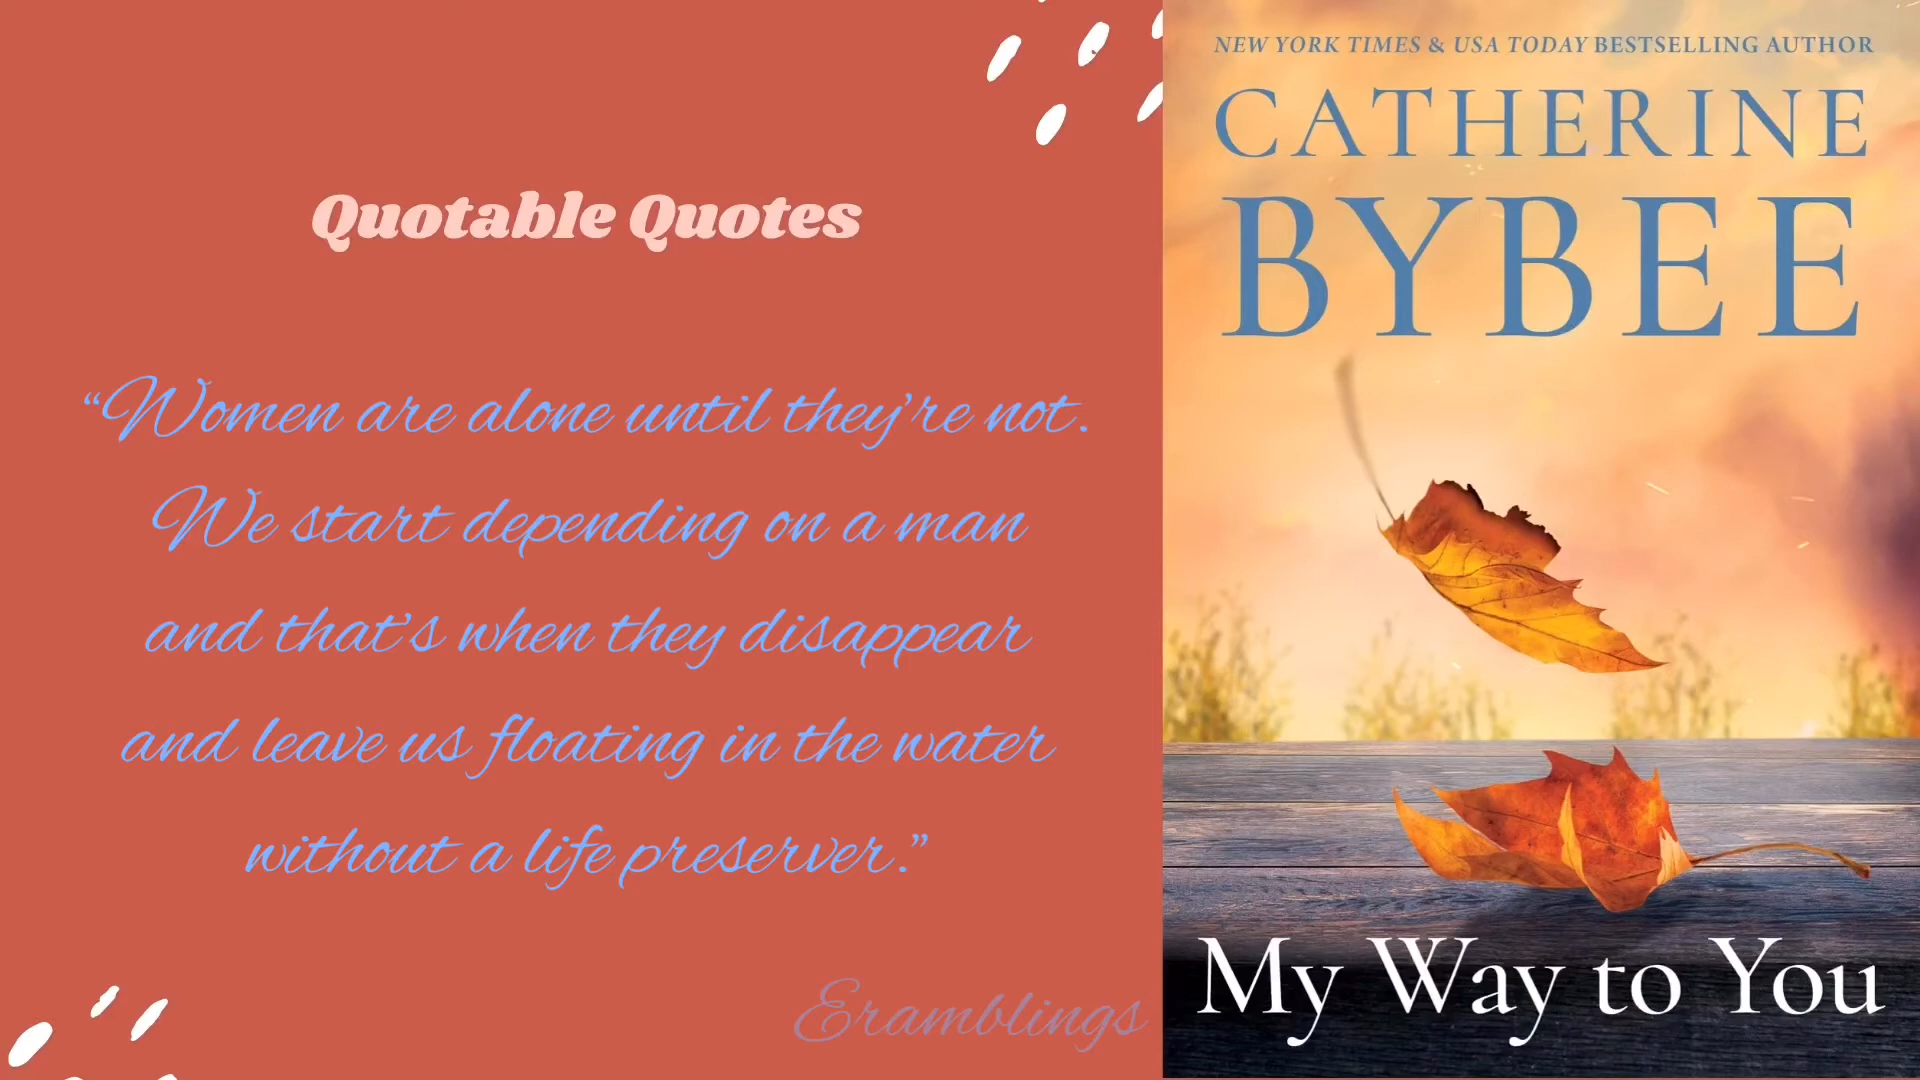 Quotable Quotes
“Women are alone until they’re not.
We start depending on a man
and that’s when they disappear
and leave us floating in the water
without a life preserver.”
Eramblings
NEW YORK TIMES & USA TODAY BESTSELLING AUTHOR
CATHERINE
BYBEE
My Way to You